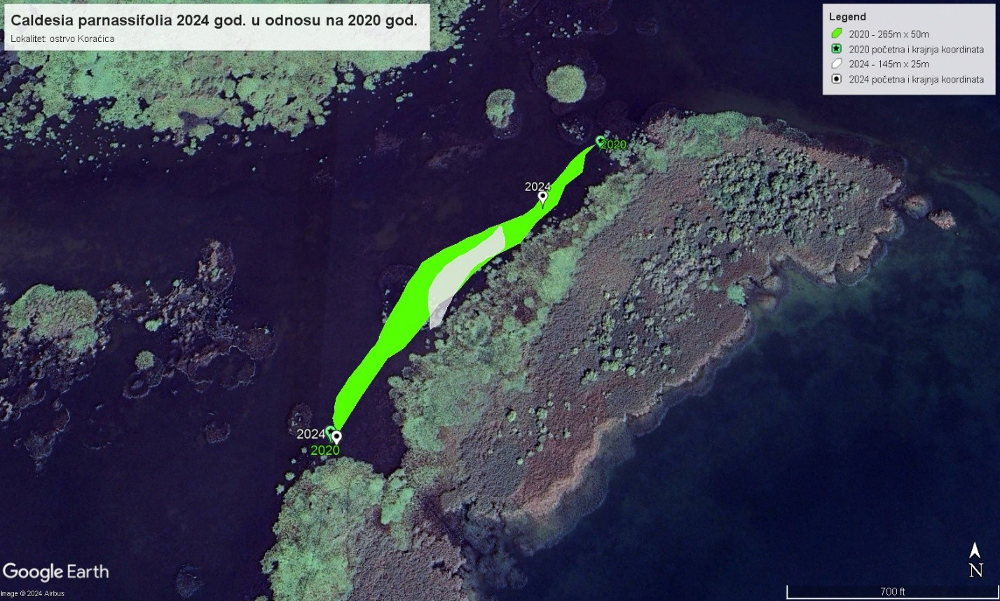 Caldesia parnassifolia 2024 god. u odnosu na 2020 god.
Lokalitet: ostrvo Koraćica
Legend
2020 - 265m x 50m
2020 početna i krajnja koordinata
2024 - 145m x 25m
2024 početna i krajnja koordinata
2020
2024
2024
2020
Google Earth
Image © 2024 Airbus
N
700 ft